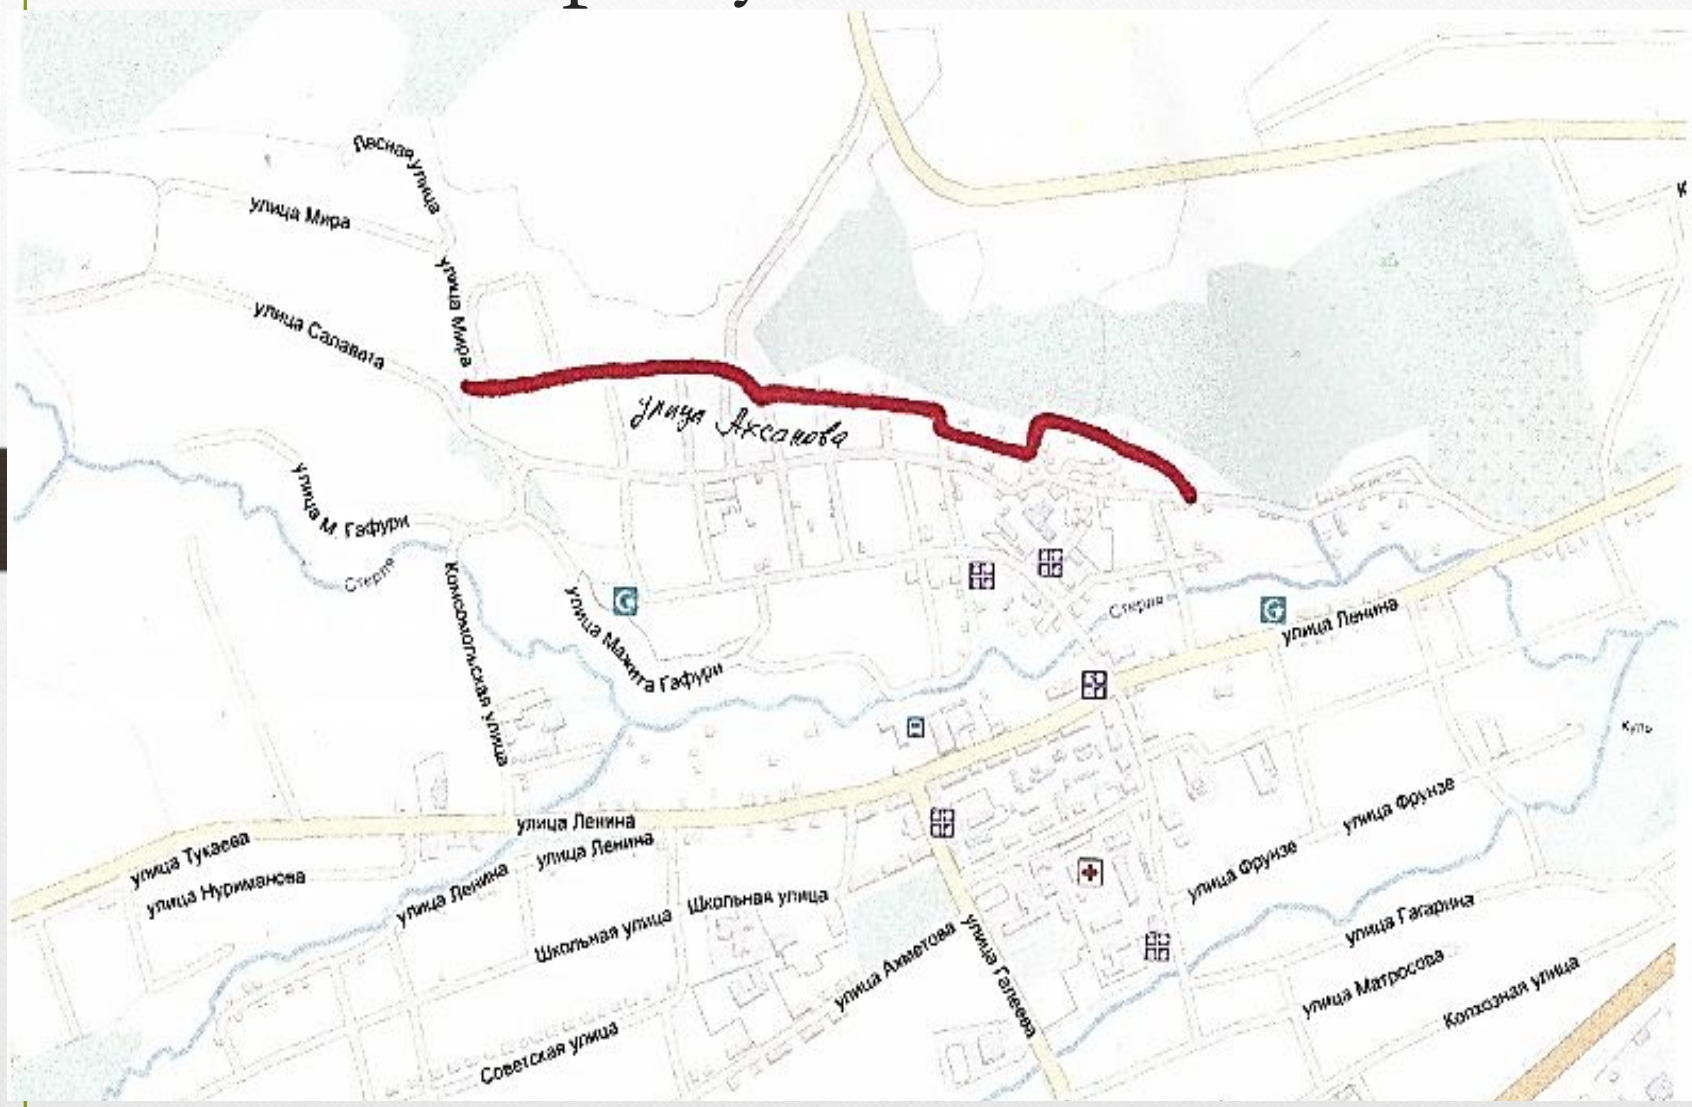 Лесная улица
улица Мира
улица Мира
улица Салавата
улица Аксанова
улица М. Гафури
Стерля
Комсомольская улица
улица Мажита Гафури
Стерля
улица Ленина
улица Ленина
улица Ленина
улица Тукаева
улица Нуриманова
улица Ленина
Школьная улица
Школьная улица
улица Фрунзе
улица Фрунзе
улица Ахметова
улица Галеева
улица Гагарина
улица Матросова
Колхозная улица
Советская улица